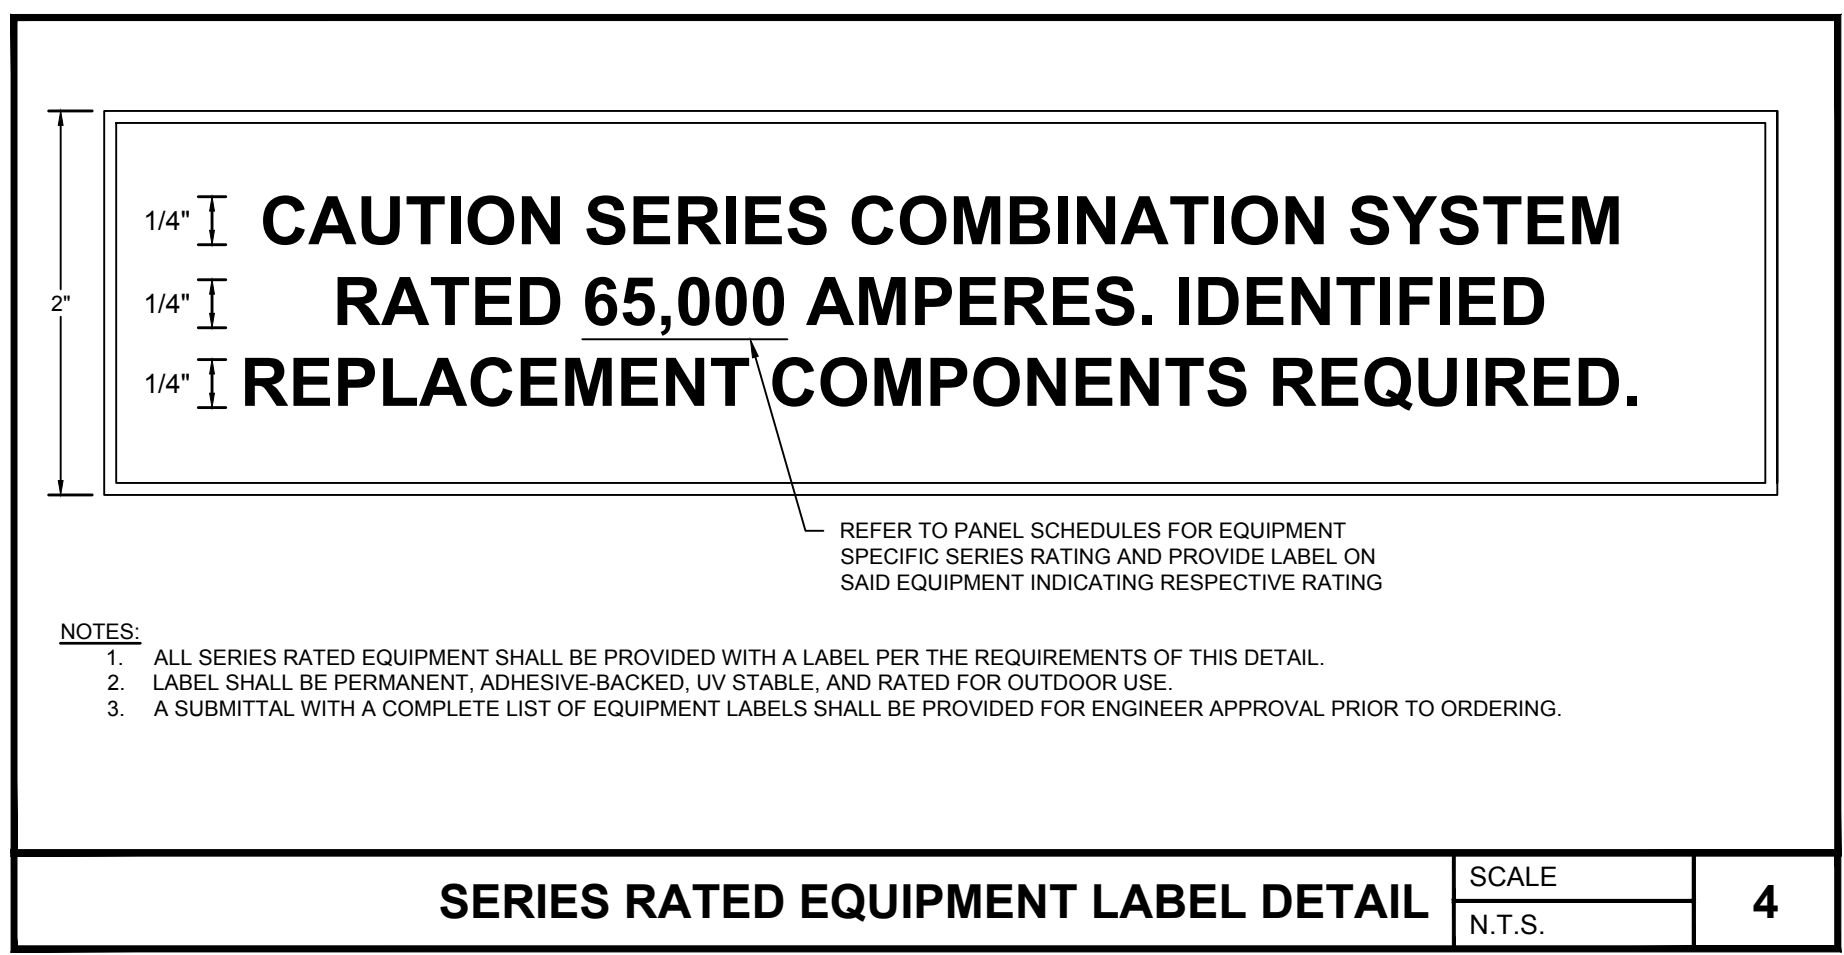 2"
1/4" CAUTION SERIES COMBINATION SYSTEM
1/4" RATED 65,000 AMPERES. IDENTIFIED
1/4" REPLACEMENT COMPONENTS REQUIRED.
REFER TO PANEL SCHEDULES FOR EQUIPMENT
SPECIFIC SERIES RATING AND PROVIDE LABEL ON
SAID EQUIPMENT INDICATING RESPECTIVE RATING
NOTES:
1. ALL SERIES RATED EQUIPMENT SHALL BE PROVIDED WITH A LABEL PER THE REQUIREMENTS OF THIS DETAIL.
2. LABEL SHALL BE PERMANENT, ADHESIVE-BACKED, UV STABLE, AND RATED FOR OUTDOOR USE.
3. A SUBMITTAL WITH A COMPLETE LIST OF EQUIPMENT LABELS SHALL BE PROVIDED FOR ENGINEER APPROVAL PRIOR TO ORDERING.
SERIES RATED EQUIPMENT LABEL DETAIL
SCALE
N.T.S.
4